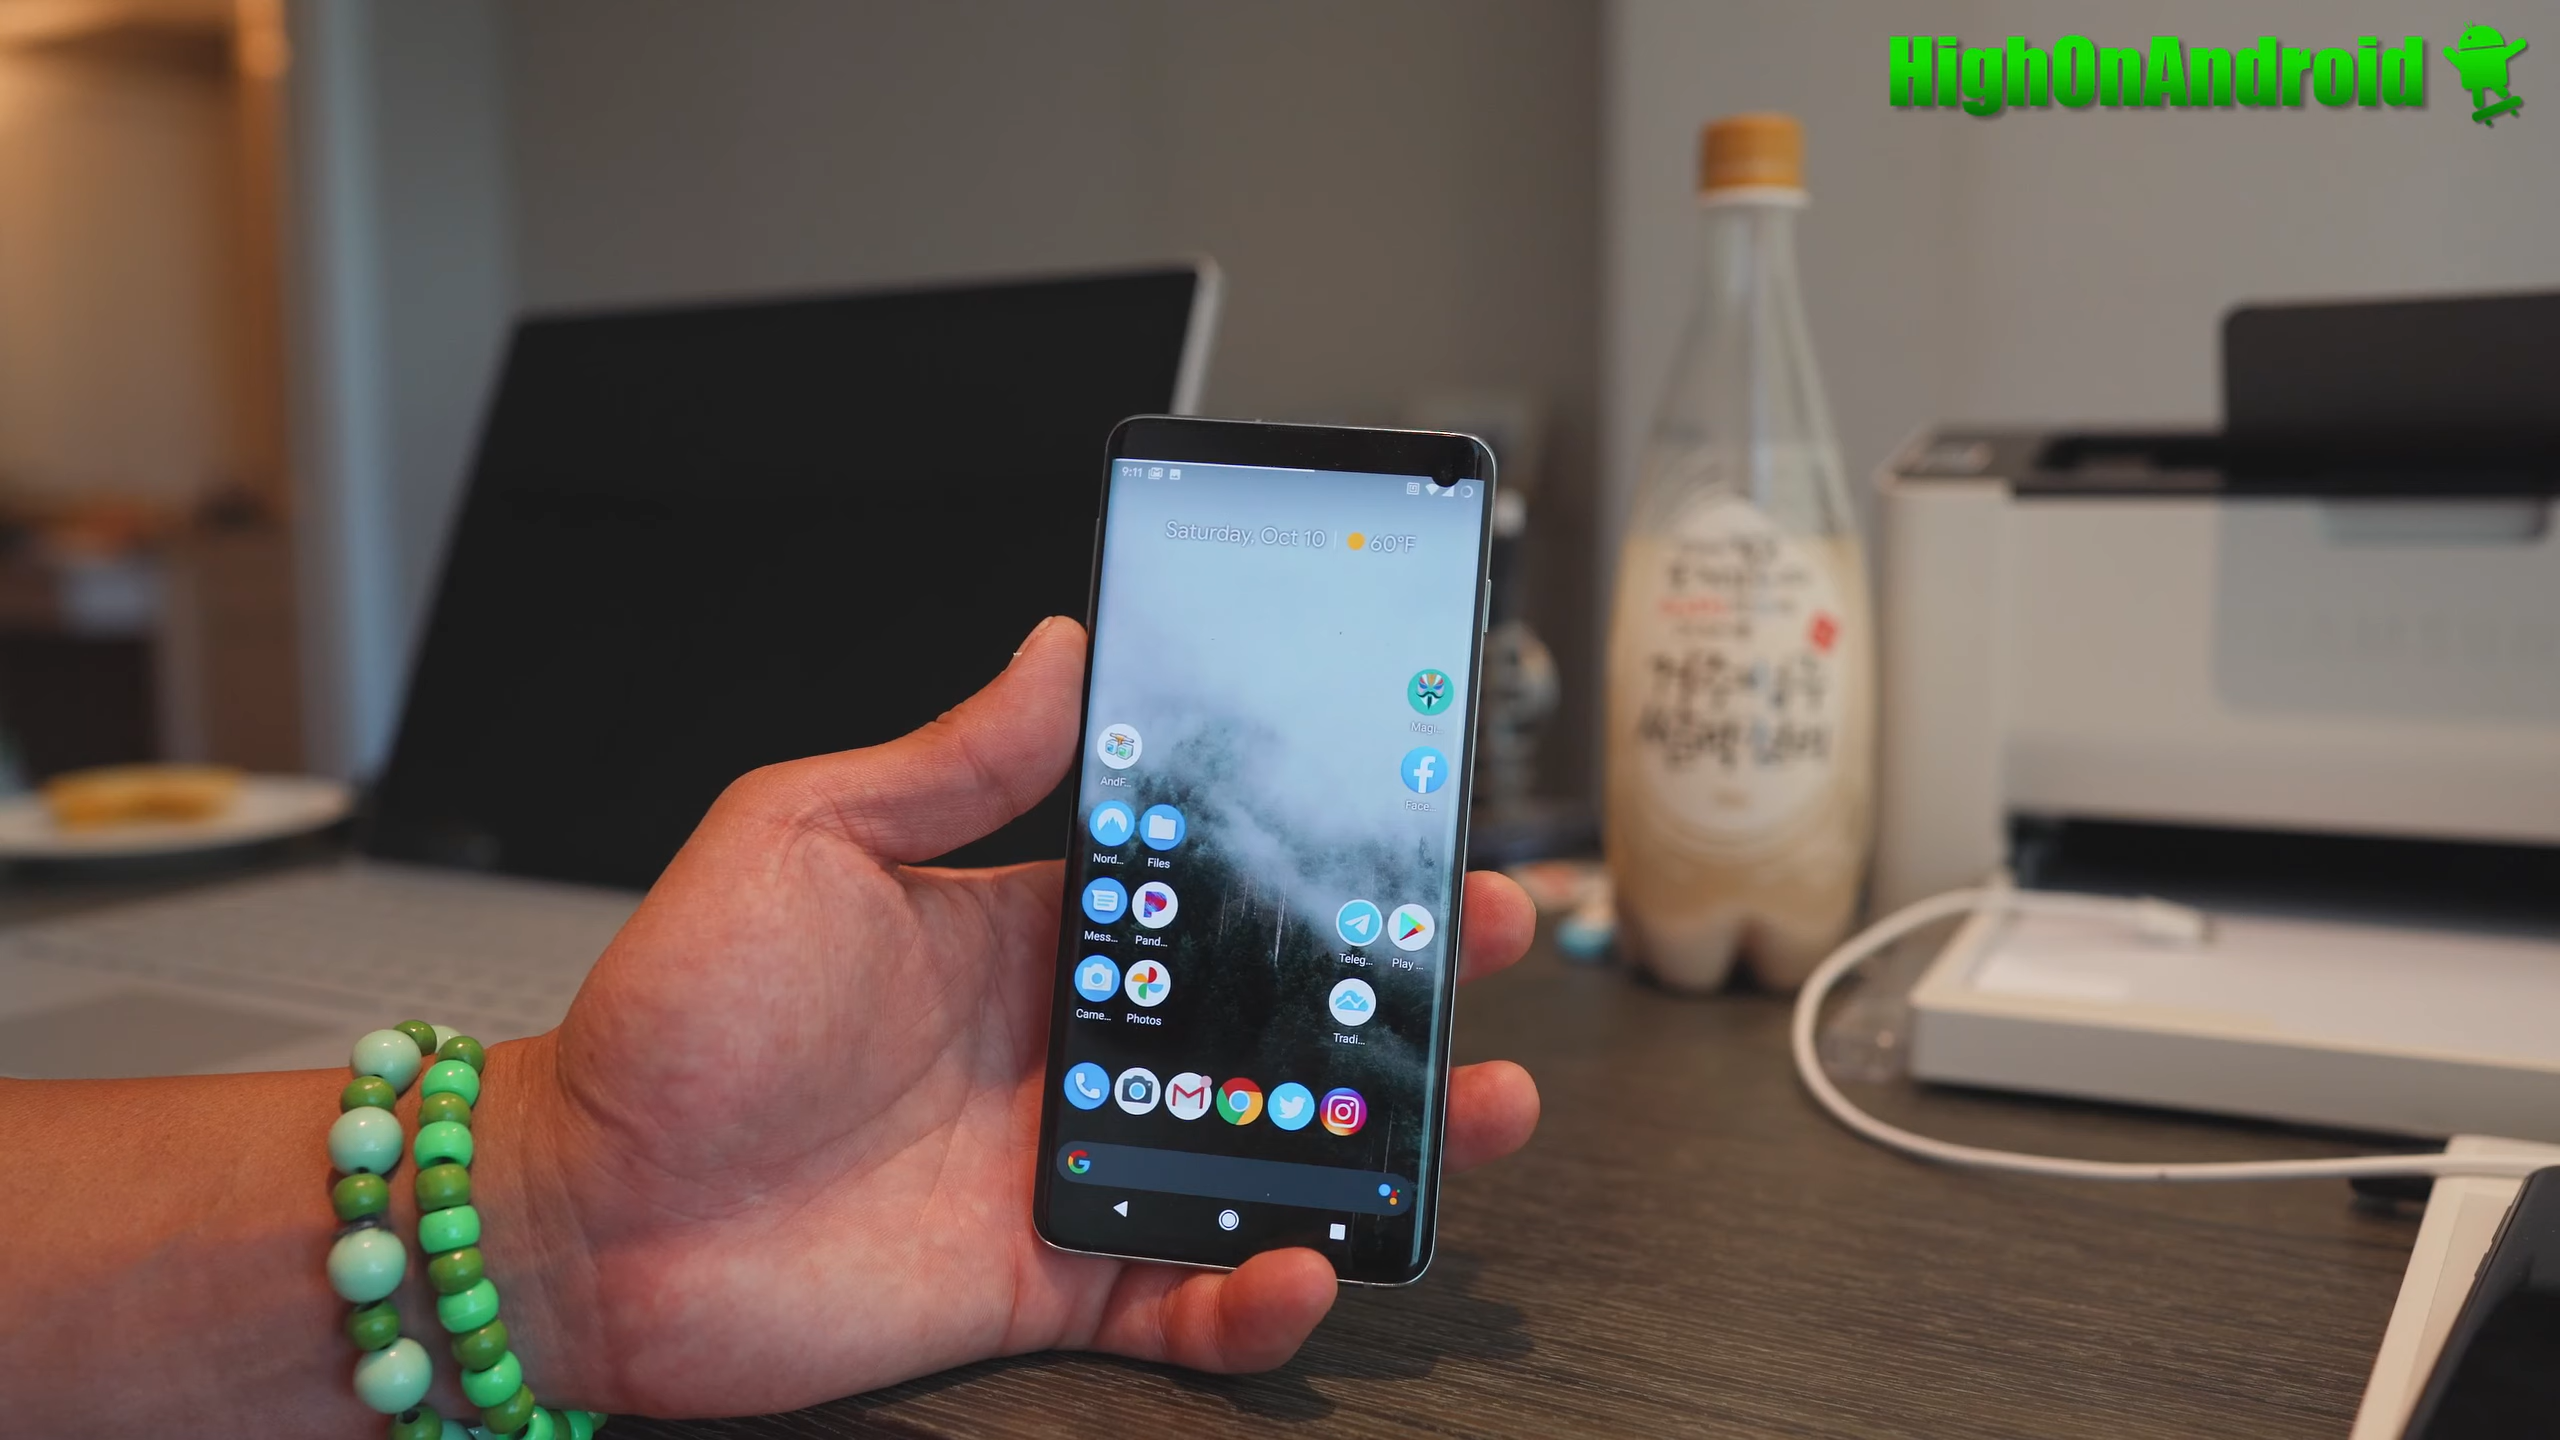 HighOnAndroid
9:11
Saturday, Oct 10 | 60°F
Magi...
Face...
AndF...
Nord... Files
Mess... Pand...
Teleg... Play ...
Came... Photos
Tradi...